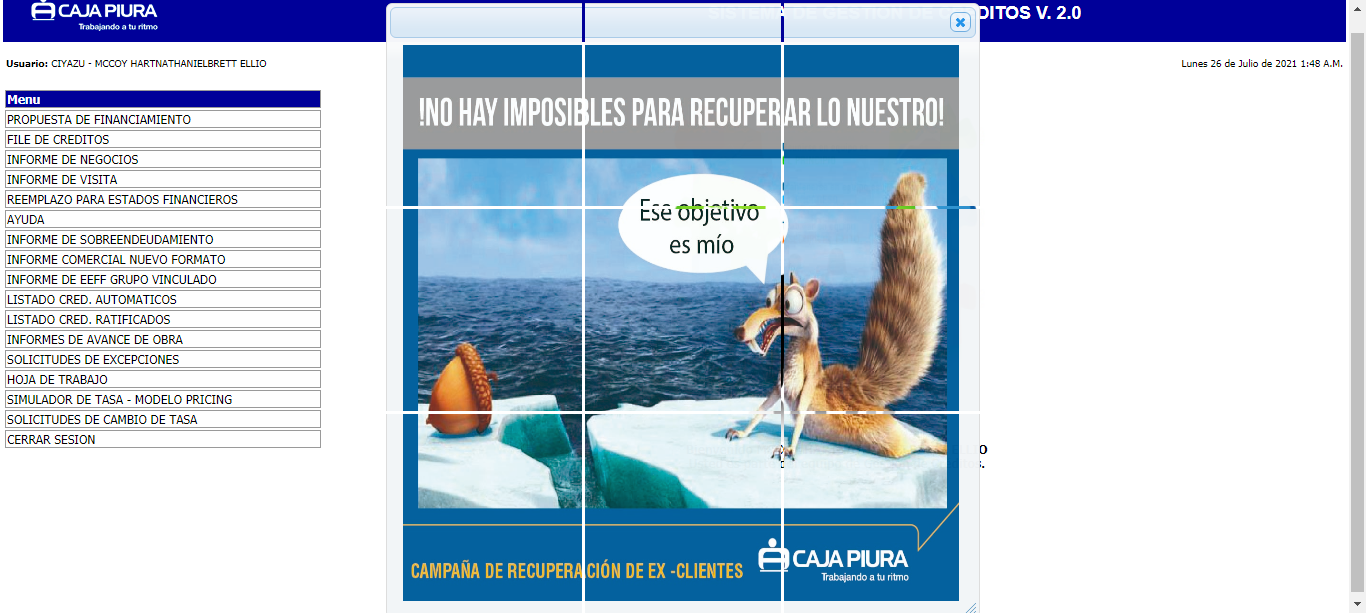 CAJA PIURA
Trabajando a tu ritmo
SISTEMA DE GESTION DE CREDITOS V. 2.0
Usuario: CIYAZU - MCCOY HARTNATHANIELBRETT ELLIO
Lunes 26 de Julio de 2021 1:48 A.M.
Menu
PROPUESTA DE FINANCIAMIENTO
FILE DE CREDITOS
INFORME DE NEGOCIOS
INFORME DE VISITA
REEMPLAZO PARA ESTADOS FINANCIEROS
AYUDA
INFORME DE SOBREENDEUDAMIENTO
INFORME COMERCIAL NUEVO FORMATO
INFORME DE EEFF GRUPO VINCULADO
LISTADO CRED. AUTOMATICOS
LISTADO CRED. RATIFICADOS
INFORMES DE AVANCE DE OBRA
SOLICITUDES DE EXCEPCIONES
HOJA DE TRABAJO
SIMULADOR DE TASA - MODELO PRICING
SOLICITUDES DE CAMBIO DE TASA
CERRAR SESION
!NO HAY IMPOSIBLES PARA RECUPERAR LO NUESTRO!
Ese objetivo
es mío
CAMPAÑA DE RECUPERACIÓN DE EX -CLIENTES
CAJA PIURA
Trabajando a tu ritmo